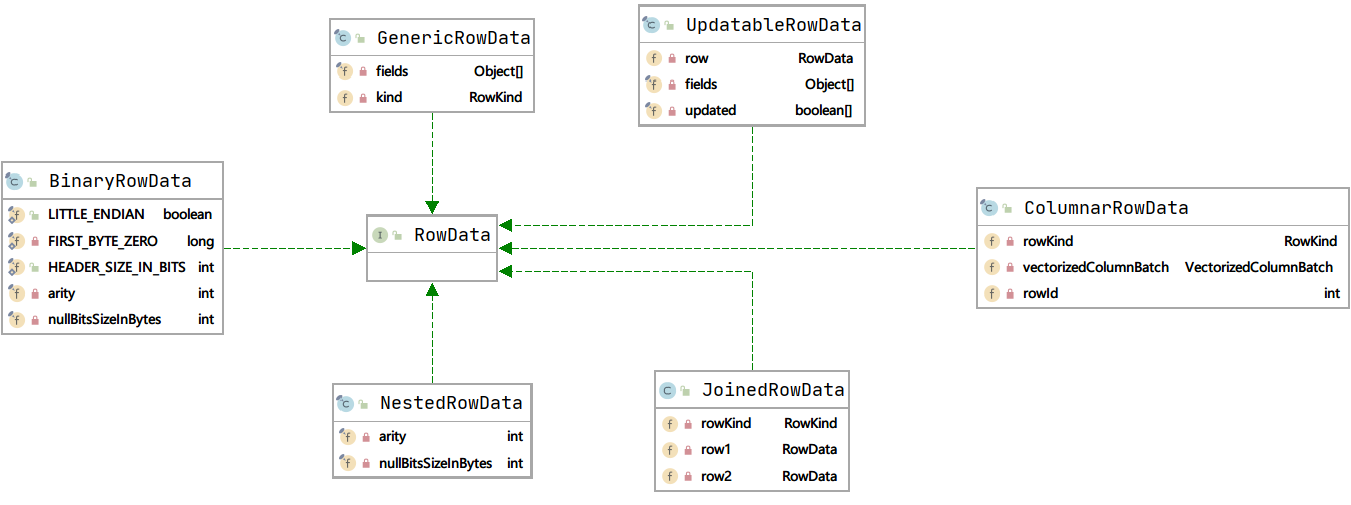 GenericRowData
fields Object[]
kind RowKind
UpdatableRowData
row RowData
fields Object[]
updated boolean[]
BinaryRowData
LITTLE_ENDIAN boolean
FIRST_BYTE_ZERO long
HEADER_SIZE_IN_BITS int
arity int
nullBitsSizeInBytes int
RowData
ColumnarRowData
rowKind RowKind
vectorizedColumnBatch VectorizedColumnBatch
rowId int
NestedRowData
arity int
nullBitsSizeInBytes int
JoinedRowData
rowKind RowKind
row1 RowData
row2 RowData